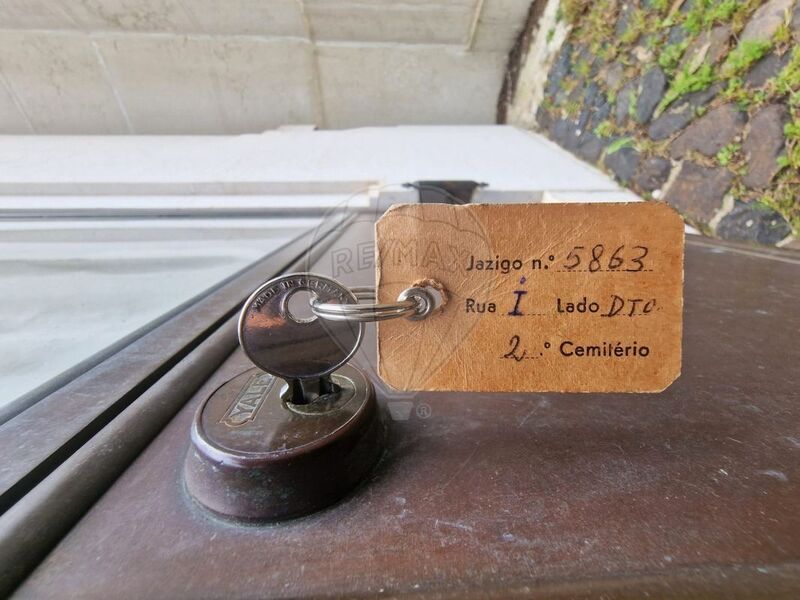 RE/MAX
MADE IN GERMANY
YALE
Jazigo n.º 5863
Rua I Lado DTO.
2.º Cemitério
®